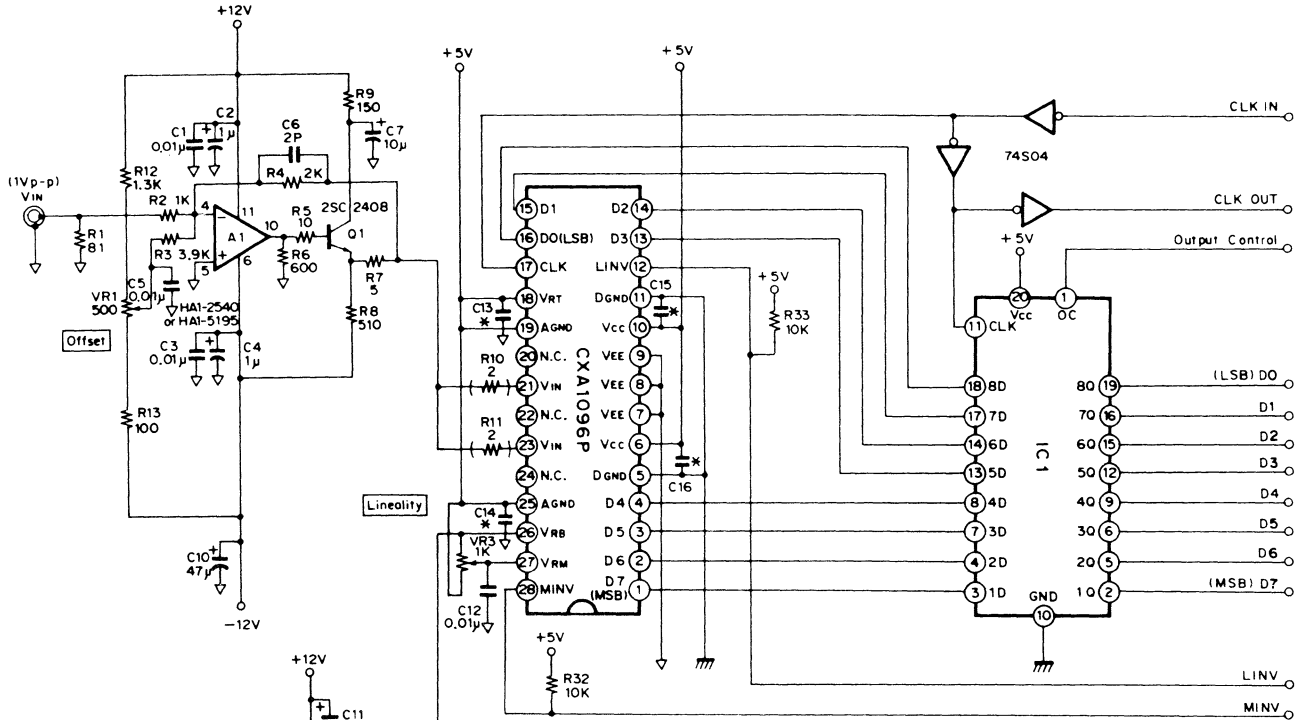 +12V
+5V
+5V
CLK IN
74S04
CLK OUT
+5V
Output Control
R9
150
C7
10μ
+
C1
0.01μ
+
C2
1μ
C6
2P
R4
2K
R12
1.3K
(1Vp-p)
VIN
R1
81
R2 1K
R3 3.9K
4
5
11
10
6
−
+
A1
R5
10
R6
600
2SC 2408
Q1
R7
5
R8
510
C5
0.01μ
VR1
500
Offset
HA1-2540
or HA1-5195
C3
0.01μ
+
C4
1μ
R13
100
C10
47μ
+
−12V
+12V
+
C11
C13
*
R10
2
R11
2
Lineality
C14
*
VR3
1K
C12
0.01μ
CXA1096P
15 D1
16 D0(LSB)
17 CLK
18 VRT
19 AGND
20 N.C.
21 VIN
22 N.C.
23 VIN
24 N.C.
25 AGND
26 VRB
27 VRM
28 MINV
D2 14
D3 13
LINV 12
DGND 11
VCC 10
VEE 9
VEE 8
VEE 7
VCC 6
DGND 5
D4 4
D5 3
D6 2
D7 (MSB) 1
C15
*
C16
*
+5V
R33
10K
+5V
R32
10K
20
Vcc
1
OC
11 CLK
18 8D
17 7D
14 6D
13 5D
8 4D
7 3D
4 2D
3 1D
IC1
8Q 19
7Q 16
6Q 15
5Q 12
4Q 9
3Q 6
2Q 5
1Q 2
GND
10
(LSB) D0
D1
D2
D3
D4
D5
D6
(MSB) D7
LINV
MINV